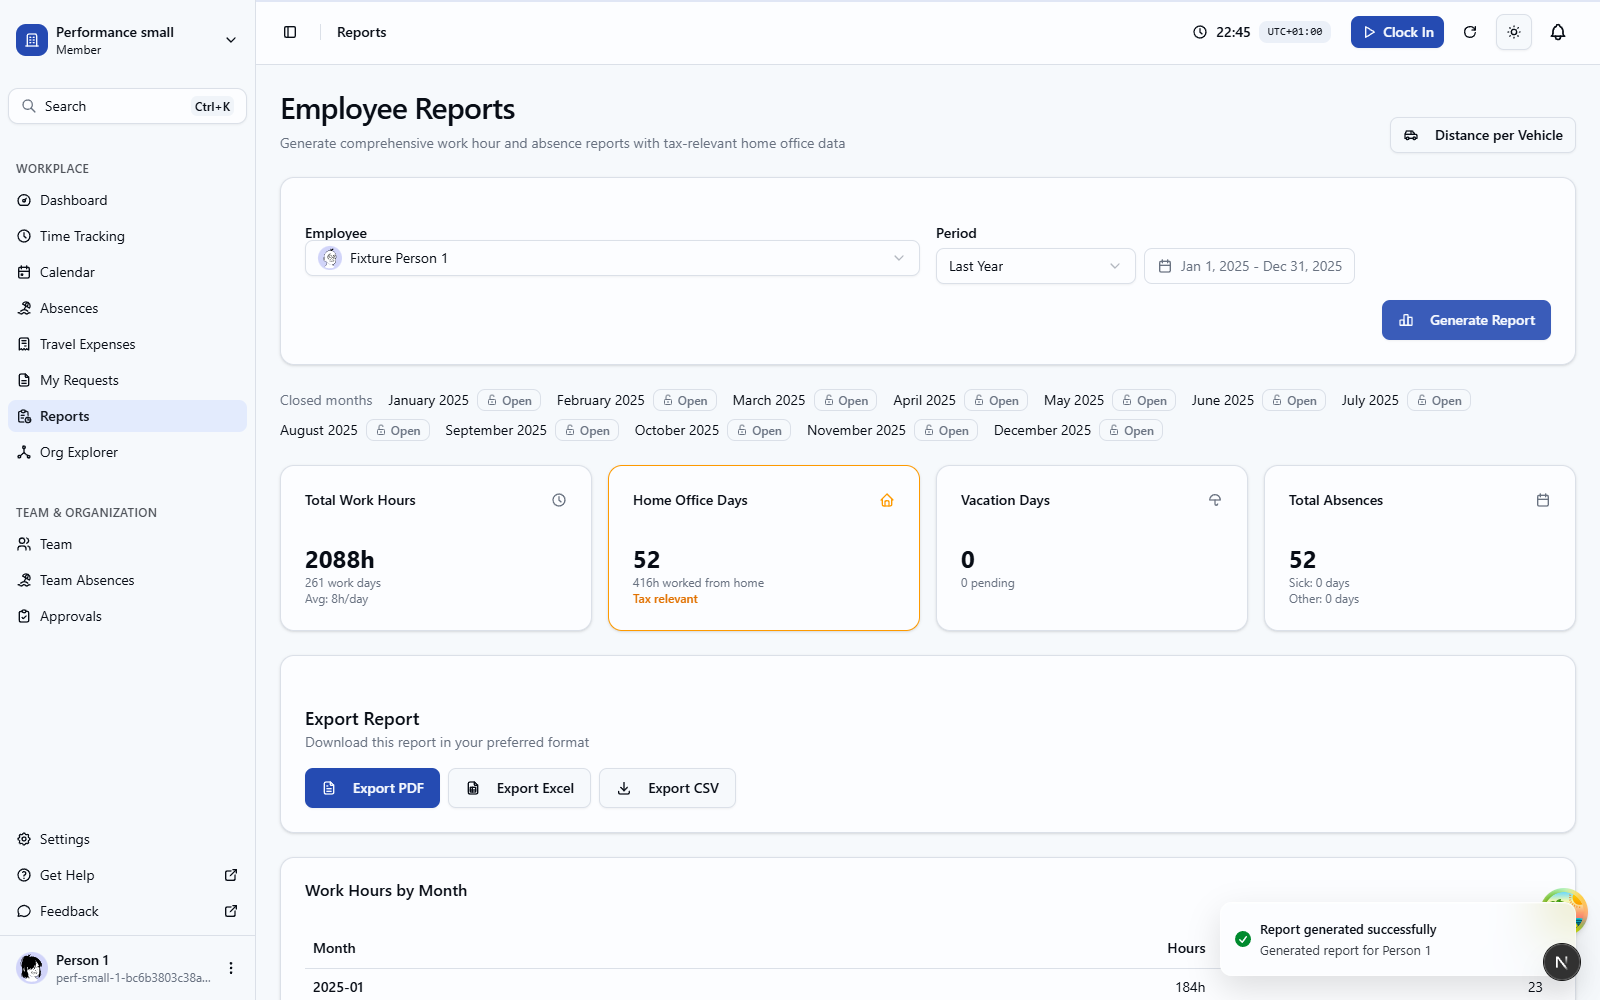 Performance small
Member
Search
Ctrl+K
WORKPLACE
Dashboard
Time Tracking
Calendar
Absences
Travel Expenses
My Requests
Reports
Org Explorer
TEAM & ORGANIZATION
Team
Team Absences
Approvals
Settings
Get Help
Feedback
Person 1
perf-small-1-bc6b3803c38a...
Reports
22:45
UTC+01:00
Clock In
Employee Reports
Generate comprehensive work hour and absence reports with tax-relevant home office data
Distance per Vehicle
Employee
Fixture Person 1
Period
Last Year
Jan 1, 2025 - Dec 31, 2025
Generate Report
Closed months January 2025 Open February 2025 Open March 2025 Open April 2025 Open May 2025 Open June 2025 Open July 2025 Open
August 2025 Open September 2025 Open October 2025 Open November 2025 Open December 2025 Open
Total Work Hours
2088h
261 work days
Avg: 8h/day
Home Office Days
52
416h worked from home
Tax relevant
Vacation Days
0
0 pending
Total Absences
52
Sick: 0 days
Other: 0 days
Export Report
Download this report in your preferred format
Export PDF
Export Excel
Export CSV
Work Hours by Month
Month Hours
2025-01 184h 23
Report generated successfully
Generated report for Person 1
N